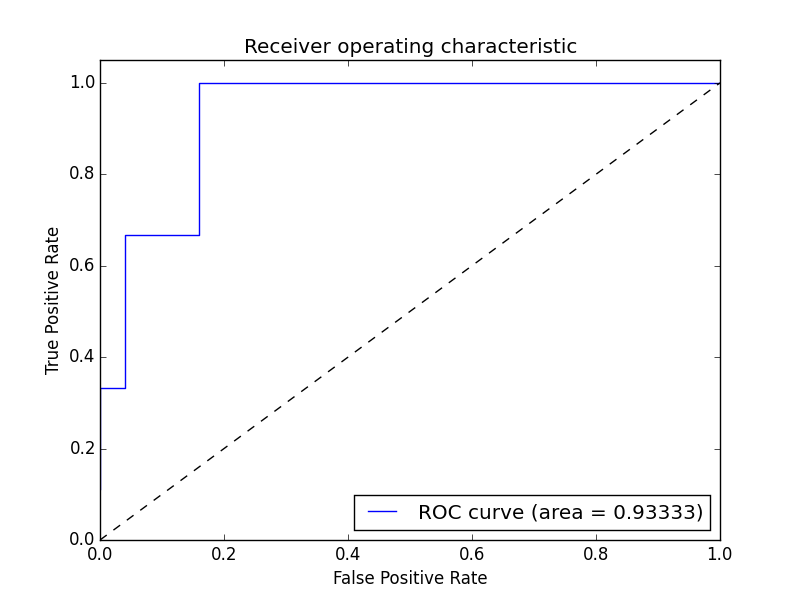 Receiver operating characteristic
1.0
0.8
0.6
0.4
0.2
0.0
True Positive Rate
ROC curve (area = 0.93333)
0.0 0.2 0.4 0.6 0.8 1.0
False Positive Rate